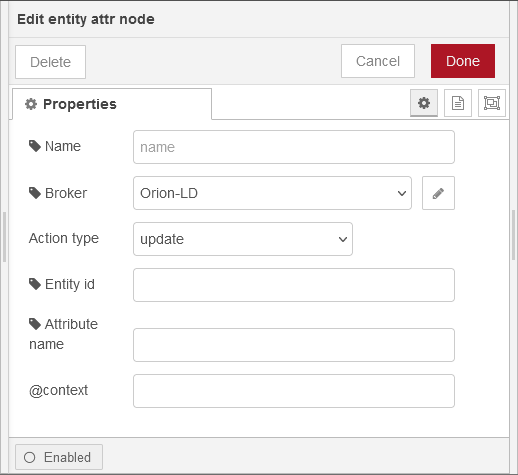 Edit entity attr node
Delete
Cancel
Done
Properties
Name
name
Broker
Orion-LD
Action type
update
Entity id
Attribute
name
@context
Enabled